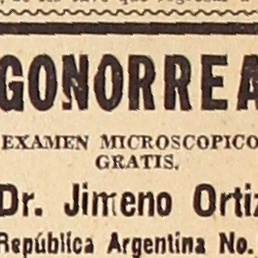 GONORREA
EXAMEN MICROSCOPICO
GRATIS.
Dr. Jimeno Ortiz
República Argentina No.